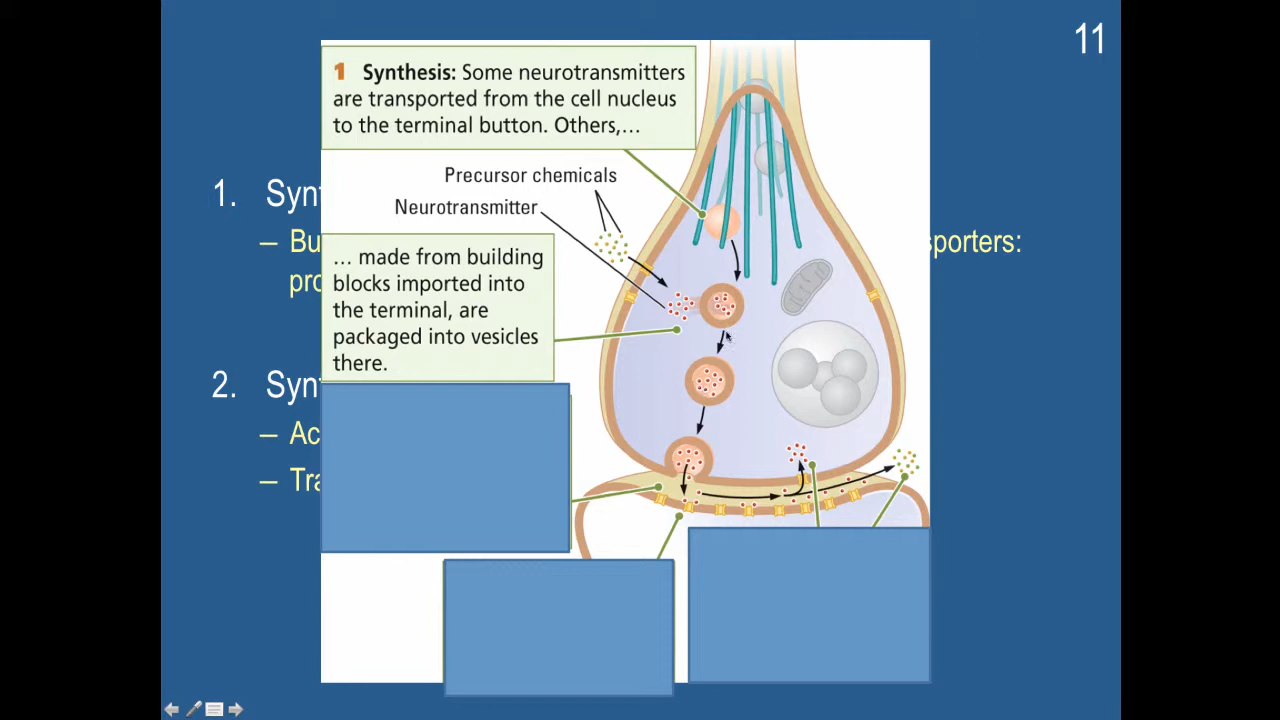 11
1 Synthesis: Some neurotransmitters
are transported from the cell nucleus
to the terminal button. Others,...
Precursor chemicals
Neurotransmitter
... made from building
blocks imported into
the terminal, are
packaged into vesicles
there.
1. Syn
– Bu
sporters:
pro
2. Syn
– Ac
– Tra